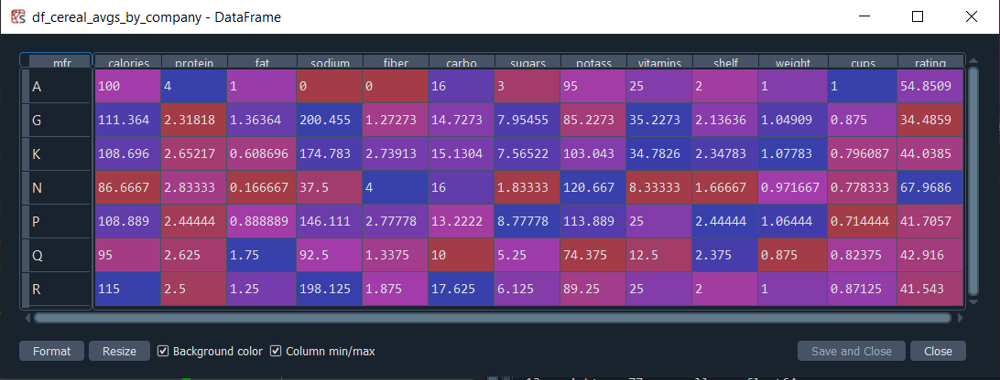 df_cereal_avgs_by_company - DataFrame
mfr calories protein fat sodium fiber carbo sugars potass vitamins shelf weight cups rating
A 100 4 1 0 0 16 3 95 25 2 1 1 54.8509
G 111.364 2.31818 1.36364 200.455 1.27273 14.7273 7.95455 85.2273 35.2273 2.13636 1.04909 0.875 34.4859
K 108.696 2.65217 0.608696 174.783 2.73913 15.1304 7.56522 103.043 34.7826 2.34783 1.07783 0.796087 44.0385
N 86.6667 2.83333 0.166667 37.5 4 16 1.83333 120.667 8.33333 1.66667 0.971667 0.778333 67.9686
P 108.889 2.44444 0.888889 146.111 2.77778 13.2222 8.77778 113.889 25 2.44444 1.06444 0.714444 41.7057
Q 95 2.625 1.75 92.5 1.3375 10 5.25 74.375 12.5 2.375 0.875 0.82375 42.916
R 115 2.5 1.25 198.125 1.875 17.625 6.125 89.25 25 2 1 0.87125 41.543
Format Resize Background color Column min/max Save and Close Close